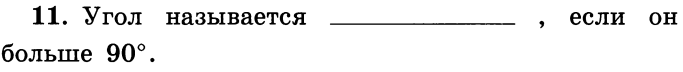 11. Угол называется ____________ , если он
больше 90°.